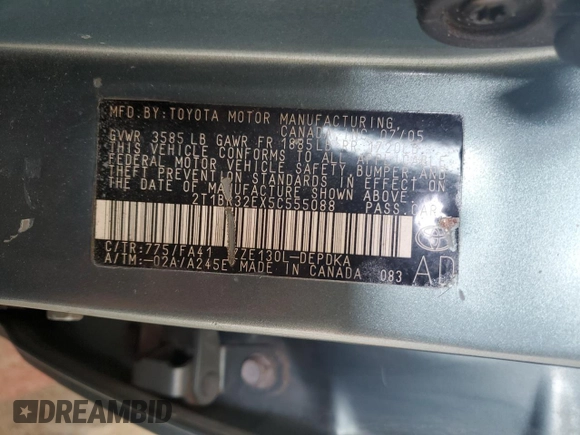 MFD.BY:TOYOTA MOTOR MANUFACTURING
CANADA INC 07/05
GVWR 3585 LB GAWR FR 1885LB RR 1720
THIS VEHICLE CONFORMS TO ALL APPLICABLE
FEDERAL MOTOR VEHICLE SAFETY, BUMPER, AND
THEFT PREVENTION STANDARDS IN EFFECT ON
THE DATE OF MANUFACTURE SHOWN ABOVE.
32EX5C555088 PASS.CAR
C/TR:775/FA41 ZZE130L-DEPDKA
A/TM:-02A/A245E MADE IN CANADA 083
AD
DREAMBID